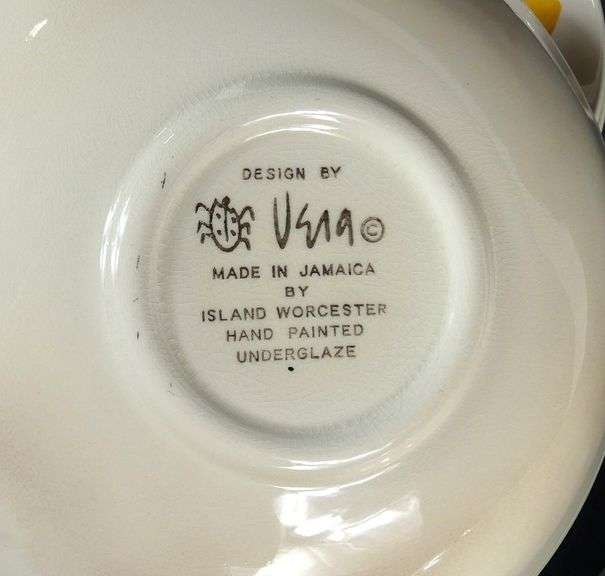 DESIGN BY
Vera ©
MADE IN JAMAICA
BY
ISLAND WORCESTER
HAND PAINTED
UNDERGLAZE